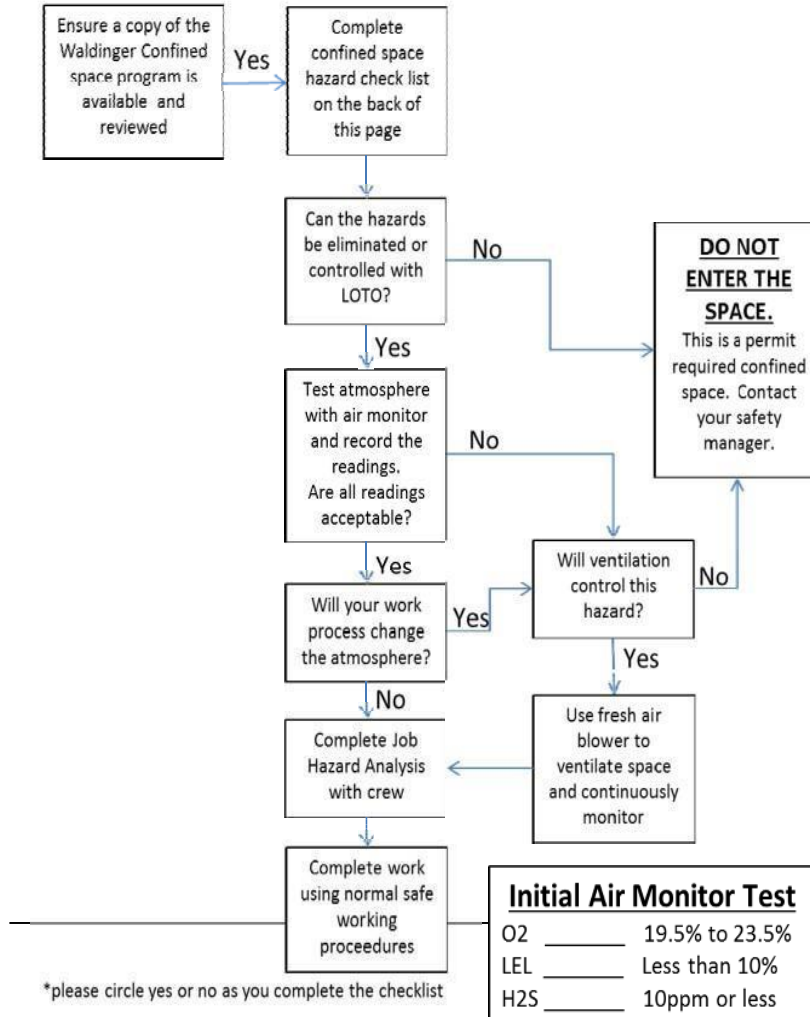 Ensure a copy of the
Waldinger Confined
space program is
available and
reviewed
Yes
Complete
confined space
hazard check list
on the back of
this page
Can the hazards
be eliminated or
controlled with
LOTO?
No
DO NOT
ENTER THE
SPACE.
This is a permit
required confined
space. Contact
your safety
manager.
Yes
Test atmosphere
with air monitor
and record the
readings.
Are all readings
acceptable?
No
Yes
Will ventilation
control this
hazard?
No
Will your work
process change
the atmosphere?
Yes
Yes
No
Use fresh air
blower to
ventilate space
and continuously
monitor
Complete Job
Hazard Analysis
with crew
Complete work
using normal safe
working
proceedures
Initial Air Monitor Test
O2 ______ 19.5% to 23.5%
LEL ______ Less than 10%
H2S ______ 10ppm or less
*please circle yes or no as you complete the checklist